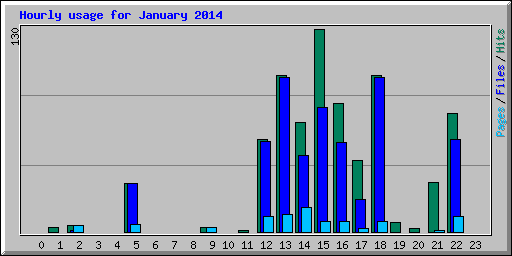 Hourly usage for January 2014
130
Pages/Files/Hits
0 1 2 3 4 5 6 7 8 9 10 11 12 13 14 15 16 17 18 19 20 21 22 23